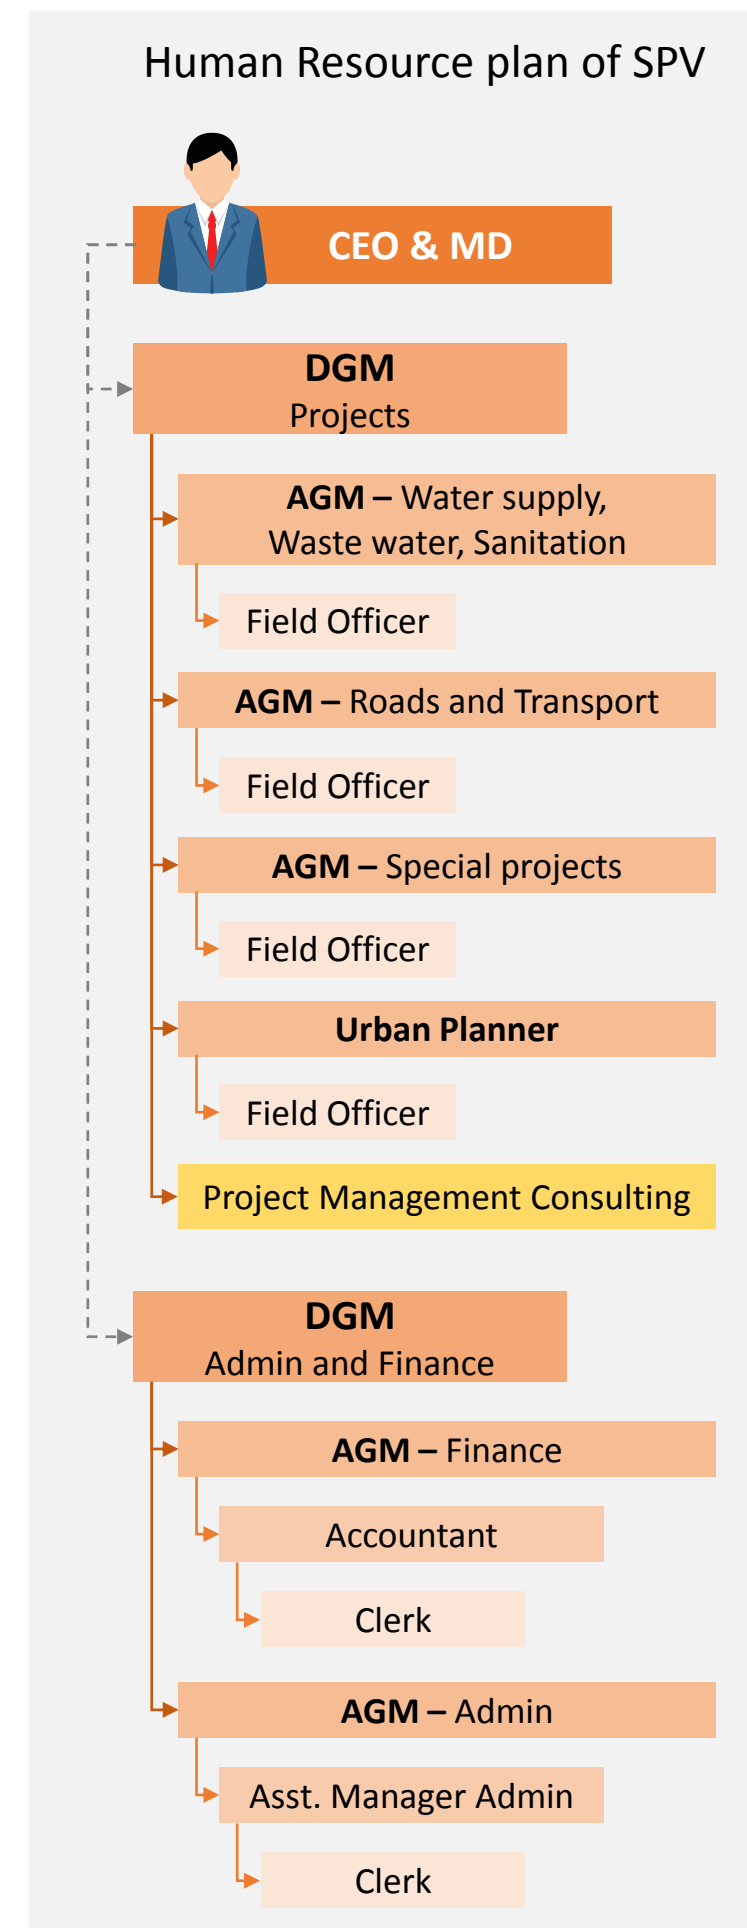 Human Resource plan of SPV
CEO & MD
DGM
Projects
AGM – Water supply,
Waste water, Sanitation
Field Officer
AGM – Roads and Transport
Field Officer
AGM – Special projects
Field Officer
Urban Planner
Field Officer
Project Management Consulting
DGM
Admin and Finance
AGM – Finance
Accountant
Clerk
AGM – Admin
Asst. Manager Admin
Clerk